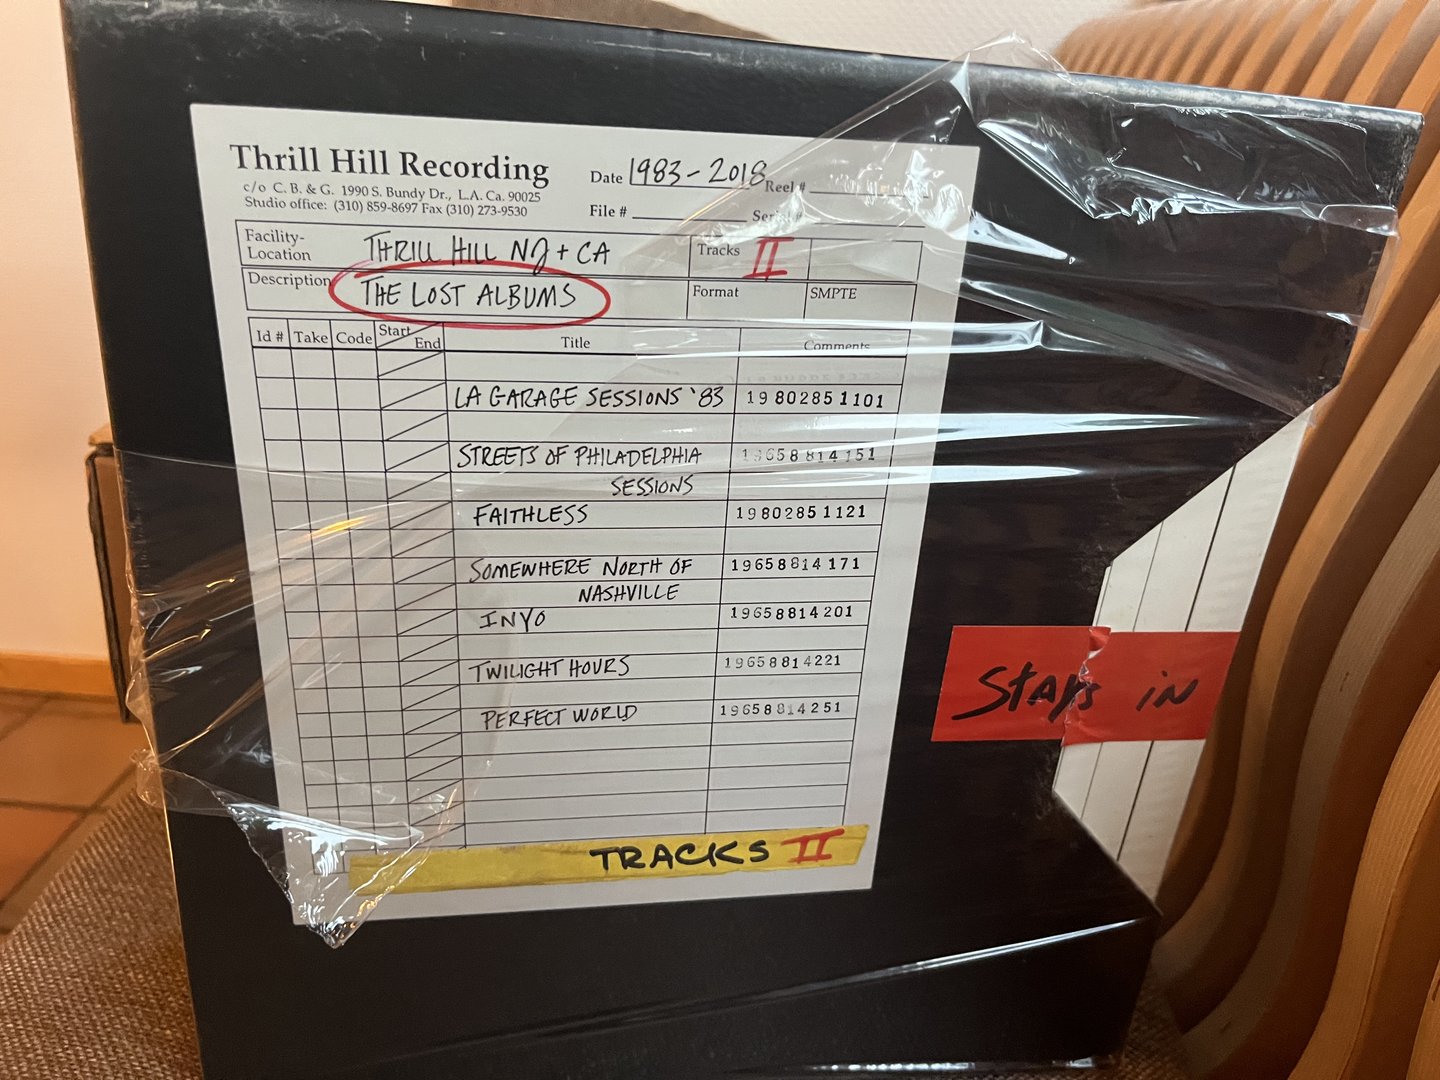 Thrill Hill Recording
c/o C. B. & G. 1990 S. Bundy Dr., L.A. Ca. 90025
Studio office: (310) 859-8697 Fax (310) 273-9530
Date 1983-2018 Reel #
File # Serial #
Facility-Location THRILL HILL NJ + CA Tracks II
Description THE LOST ALBUMS Format SMPTE
Id # Take Code Start End Title Comments
LA GARAGE SESSIONS '83 19802851101
STREETS OF PHILADELPHIA 19658814151
SESSIONS
FAITHLESS 19802851121
SOMEWHERE NORTH OF 19658814171
NASHVILLE
INYO 19658814201
TWILIGHT HOURS 19658814221
PERFECT WORLD 19658814251
TRACKS II
Stays in